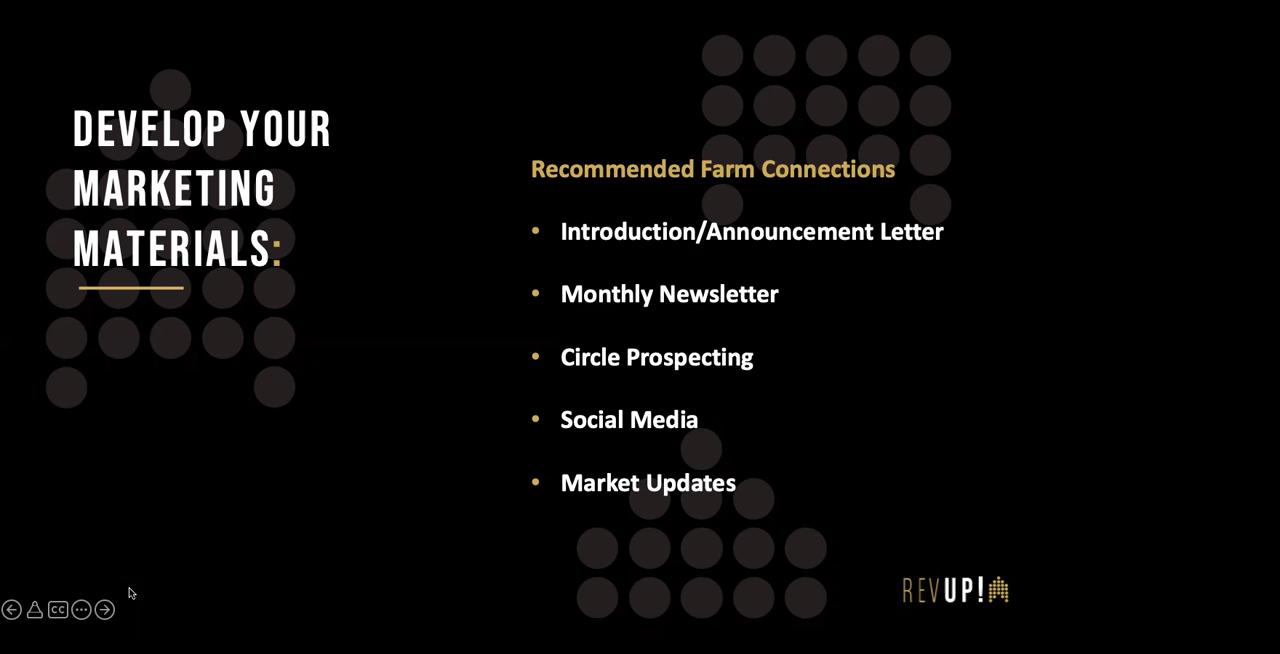 DEVELOP YOUR
MARKETING
MATERIALS:
Recommended Farm Connections
• Introduction/Announcement Letter
• Monthly Newsletter
• Circle Prospecting
• Social Media
• Market Updates
CC
REVUP!